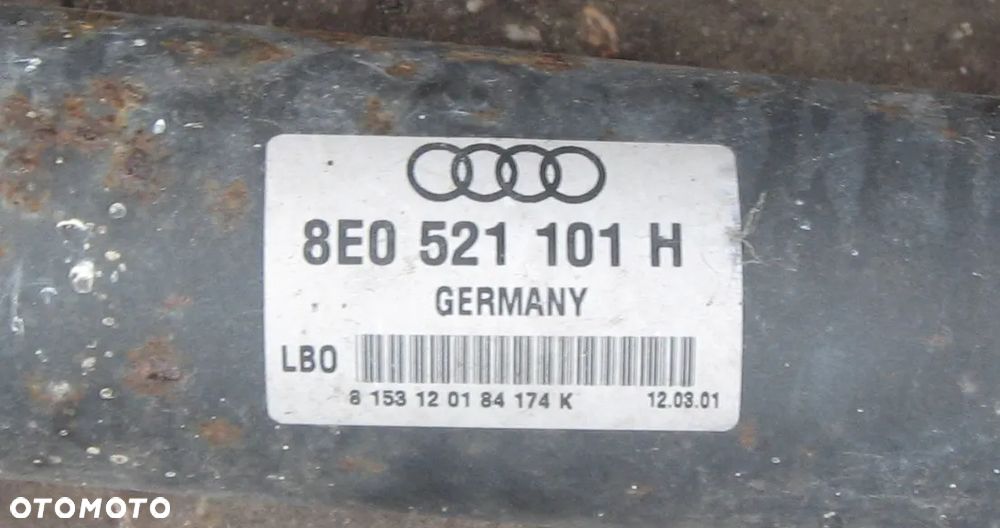 8E0 521 101 H
GERMANY
LBO
8 153 12 01 84 174 K 12.03.01
OTOMOTO